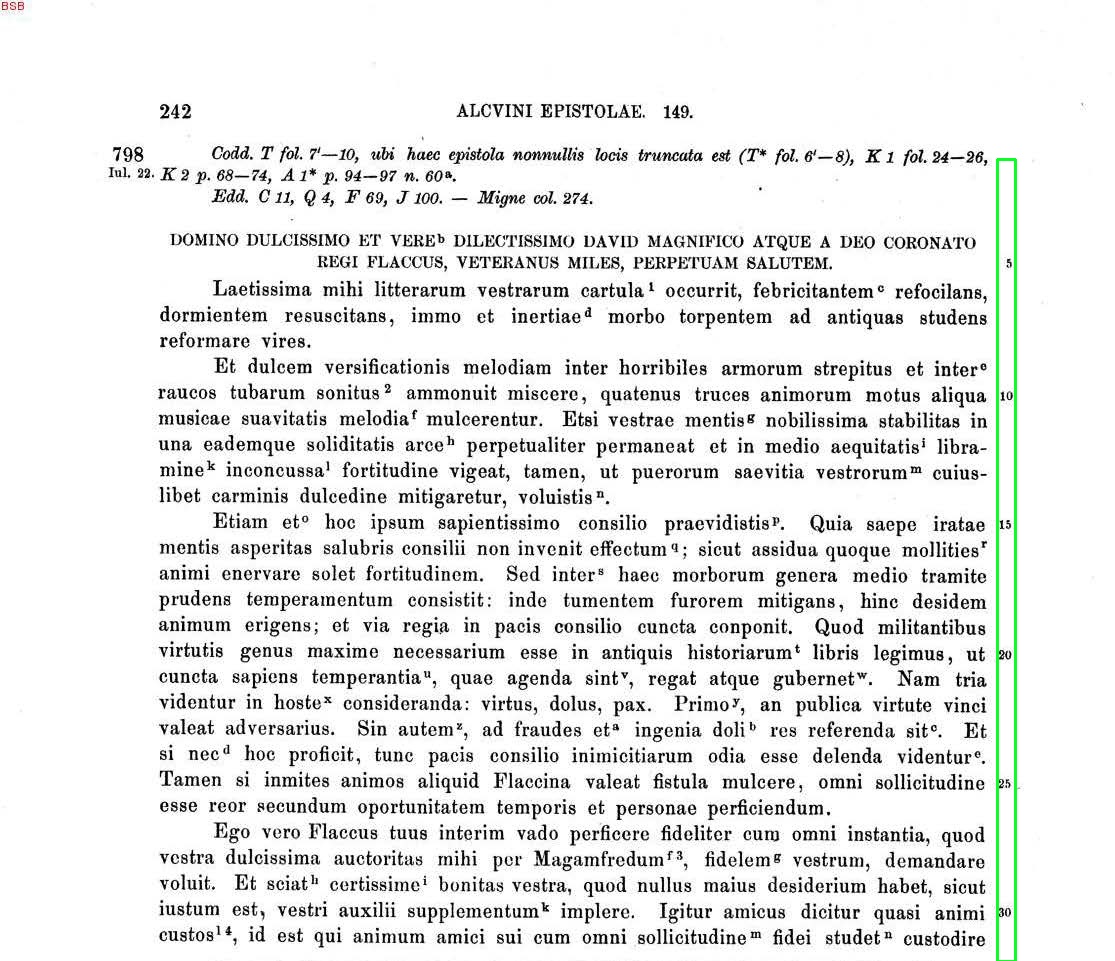 BSB
242 ALCVINI EPISTOLAE. 149.
798 Codd. T fol. 7'—10, ubi haec epistola nonnullis locis truncata est (T* fol. 6'—8), K 1 fol. 24—26,
Iul. 22. K 2 p. 68—74, A 1* p. 94—97 n. 60ᵃ.
Edd. C 11, Q 4, F 69, J 100. — Migne col. 274.
DOMINO DULCISSIMO ET VEREᵇ DILECTISSIMO DAVID MAGNIFICO ATQUE A DEO CORONATO
REGI FLACCUS, VETERANUS MILES, PERPETUAM SALUTEM. 5
Laetissima mihi litterarum vestrarum cartula¹ occurrit, febricitantemᶜ refocilans,
dormientem resuscitans, immo et inertiaeᵈ morbo torpentem ad antiquas studens
reformare vires.
Et dulcem versificationis melodiam inter horribiles armorum strepitus et interᵉ
raucos tubarum sonitus² ammonuit miscere, quatenus truces animorum motus aliqua 10
musicae suavitatis melodiaᶠ mulcerentur. Etsi vestrae mentisᵍ nobilissima stabilitas in
una eademque soliditatis arceʰ perpetualiter permaneat et in medio aequitatisⁱ libra-
mineᵏ inconcussaˡ fortitudine vigeat, tamen, ut puerorum saevitia vestrorumᵐ cuius-
libet carminis dulcedine mitigaretur, voluistisⁿ.
Etiam etᵒ hoc ipsum sapientissimo consilio praevidistisᵖ. Quia saepe iratae 15
mentis asperitas salubris consilii non invenit effectum𐞥; sicut assidua quoque mollitiesʳ
animi enervare solet fortitudinem. Sed interˢ haec morborum genera medio tramite
prudens temperamentum consistit: inde tumentem furorem mitigans, hinc desidem
animum erigens; et via regia in pacis consilio cuncta conponit. Quod militantibus
virtutis genus maxime necessarium esse in antiquis historiarumᵗ libris legimus, ut 20
cuncta sapiens temperantiaᵘ, quae agenda sintᵛ, regat atque gubernetʷ. Nam tria
videntur in hosteˣ consideranda: virtus, dolus, pax. Primoʸ, an publica virtute vinci
valeat adversarius. Sin autemᶻ, ad fraudes etᵃ ingenia doliᵇ res referenda sitᶜ. Et
si necᵈ hoc proficit, tunc pacis consilio inimicitiarum odia esse delenda videnturᵉ.
Tamen si inmites animos aliquid Flaccina valeat fistula mulcere, omni sollicitudine 25
esse reor secundum oportunitatem temporis et personae perficiendum.
Ego vero Flaccus tuus interim vado perficere fideliter cum omni instantia, quod
vestra dulcissima auctoritas mihi per Magamfredumᶠ³, fidelemᵍ vestrum, demandare
voluit. Et sciatʰ certissimeⁱ bonitas vestra, quod nullus maius desiderium habet, sicut
iustum est, vestri auxilii supplementumᵏ implere. Igitur amicus dicitur quasi animi 30
custosˡ⁴, id est qui animum amici sui cum omni sollicitudineᵐ fidei studetⁿ custodire